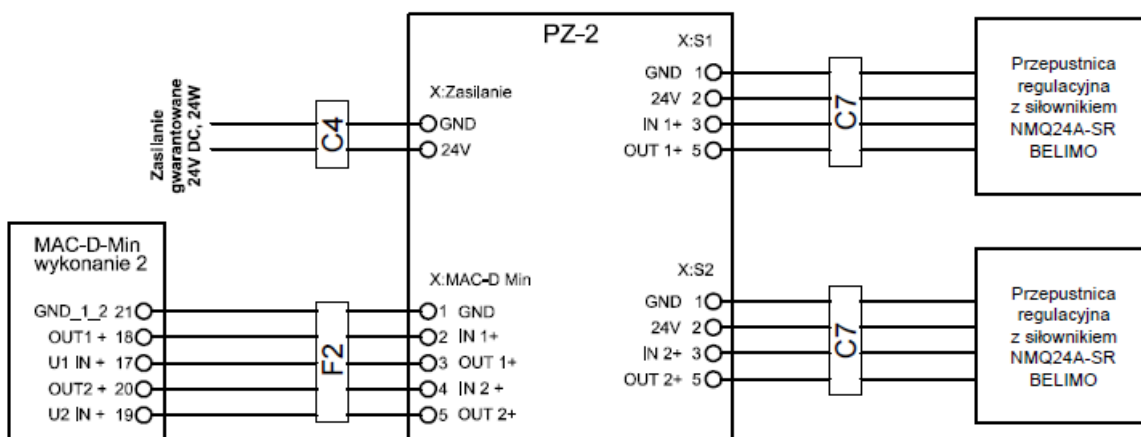 PZ-2
X:S1
GND 1
24V 2
IN 1+ 3
OUT 1+ 5
C7
Przepustnica
regulacyjna
z siłownikiem
NMQ24A-SR
BELIMO
X:Zasilanie
GND
24V
C4
Zasilanie
gwarantowane
24V DC, 24W
MAC-D-Min
wykonanie 2
GND_1_2 21
OUT1 + 18
U1 IN + 17
OUT2 + 20
U2 IN + 19
F2
X:MAC-D Min
1 GND
2 IN 1+
3 OUT 1+
4 IN 2 +
5 OUT 2+
X:S2
GND 1
24V 2
IN 2+ 3
OUT 2+ 5
C7
Przepustnica
regulacyjna
z siłownikiem
NMQ24A-SR
BELIMO